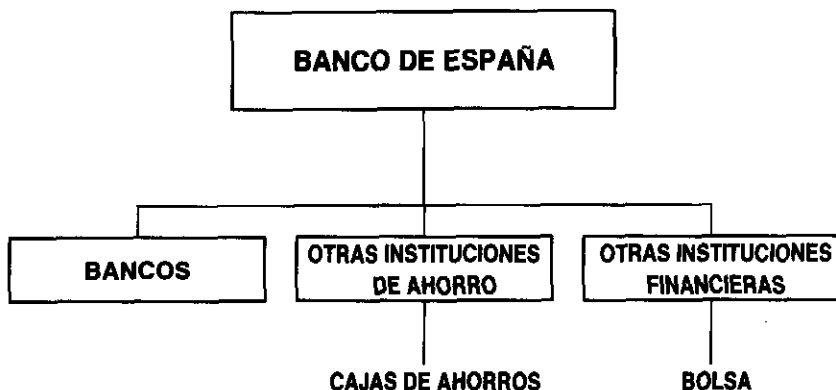 BANCO DE ESPAÑA
BANCOS
OTRAS INSTITUCIONES
DE AHORRO
OTRAS INSTITUCIONES
FINANCIERAS
CAJAS DE AHORROS
BOLSA